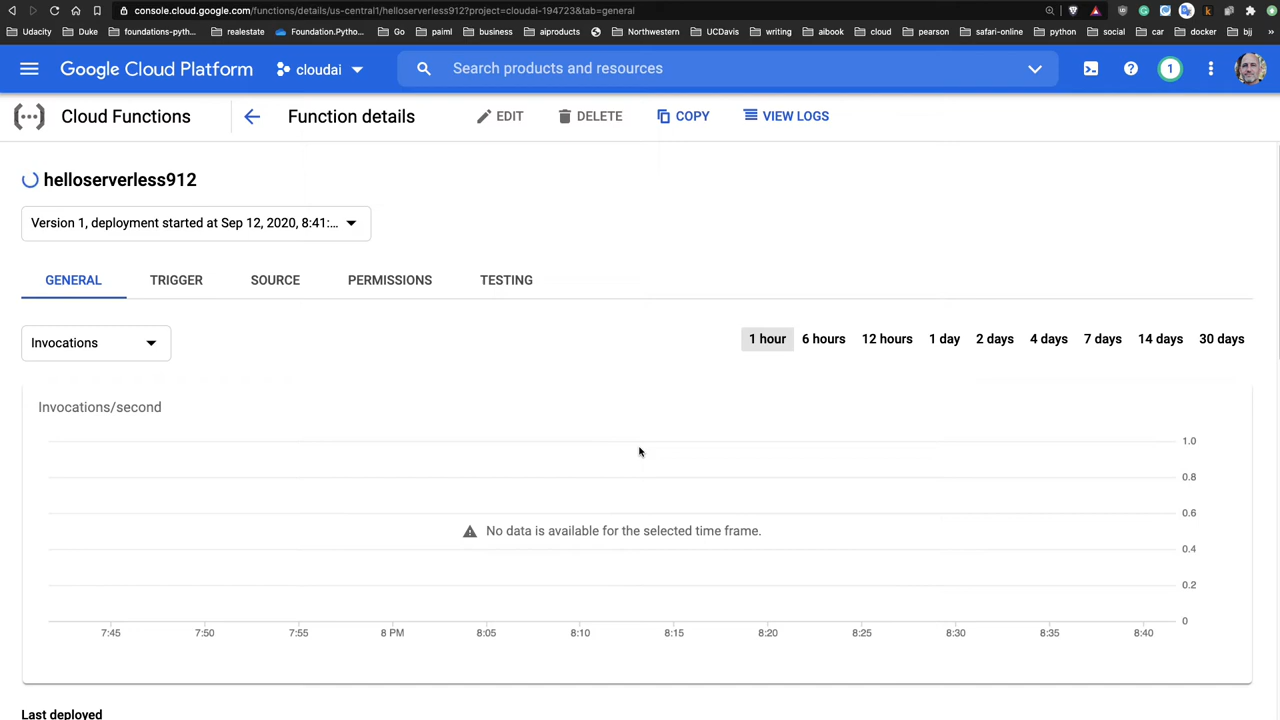 console.cloud.google.com/functions/details/us-central1/helloserverless912?project=cloudai-194723&tab=general
Udacity Duke foundations-pyth... realestate Foundation.Pytho... Go paiml business aiproducts Northwestern UCDavis writing aibook cloud pearson safari-online python social car docker bjj »
Google Cloud Platform cloudai Search products and resources 1
Cloud Functions Function details EDIT DELETE COPY VIEW LOGS
helloserverless912
Version 1, deployment started at Sep 12, 2020, 8:41:...
GENERAL TRIGGER SOURCE PERMISSIONS TESTING
Invocations 1 hour 6 hours 12 hours 1 day 2 days 4 days 7 days 14 days 30 days
Invocations/second
1.0
0.8
0.6
No data is available for the selected time frame.
0.4
0.2
0
7:45 7:50 7:55 8 PM 8:05 8:10 8:15 8:20 8:25 8:30 8:35 8:40
Last deployed